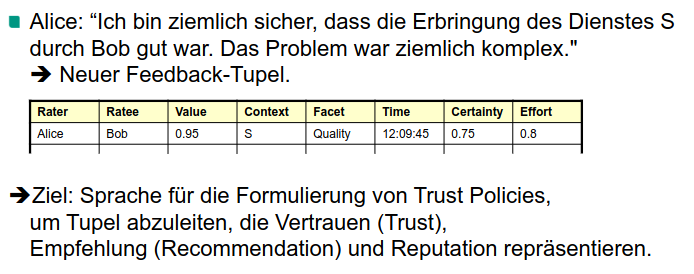 Alice: “Ich bin ziemlich sicher, dass die Erbringung des Dienstes S
durch Bob gut war. Das Problem war ziemlich komplex."
➔ Neuer Feedback-Tupel.
Rater Ratee Value Context Facet Time Certainty Effort
Alice Bob 0.95 S Quality 12:09:45 0.75 0.8
➔Ziel: Sprache für die Formulierung von Trust Policies,
um Tupel abzuleiten, die Vertrauen (Trust),
Empfehlung (Recommendation) und Reputation repräsentieren.